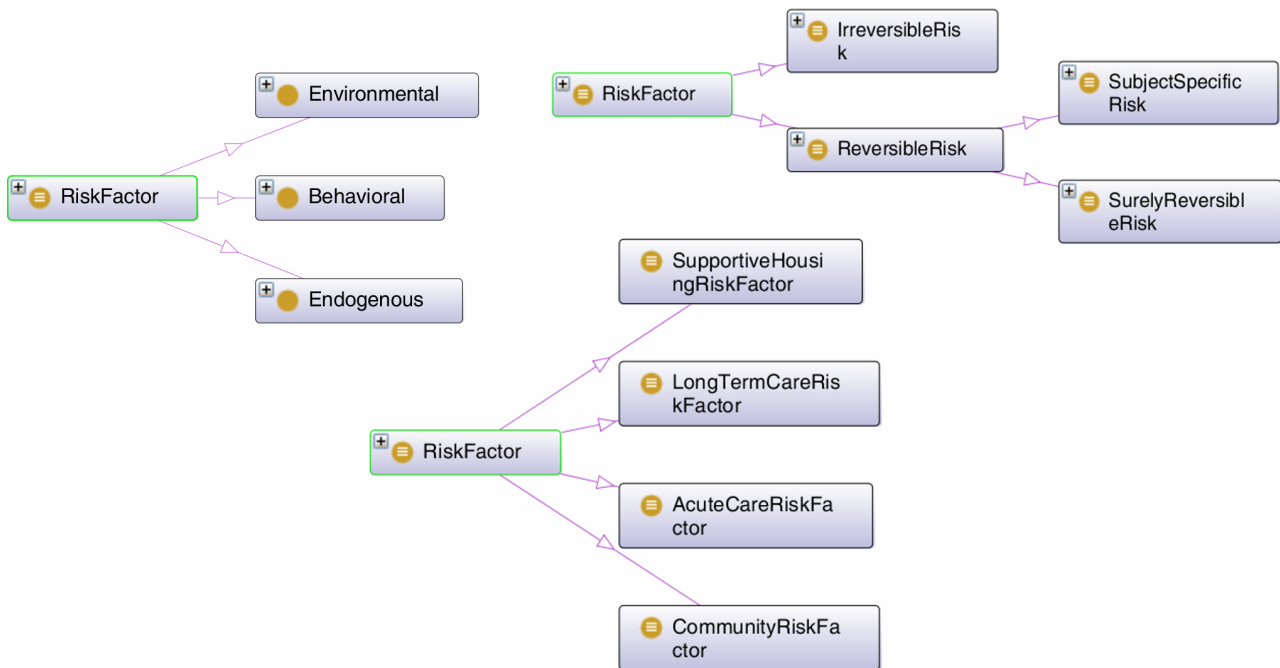 Environmental
RiskFactor
Behavioral
Endogenous
IrreversibleRis
k
RiskFactor
ReversibleRisk
SubjectSpecific
Risk
SurelyReversibl
eRisk
SupportiveHousi
ngRiskFactor
LongTermCareRis
kFactor
RiskFactor
AcuteCareRiskFa
ctor
CommunityRiskFa
ctor